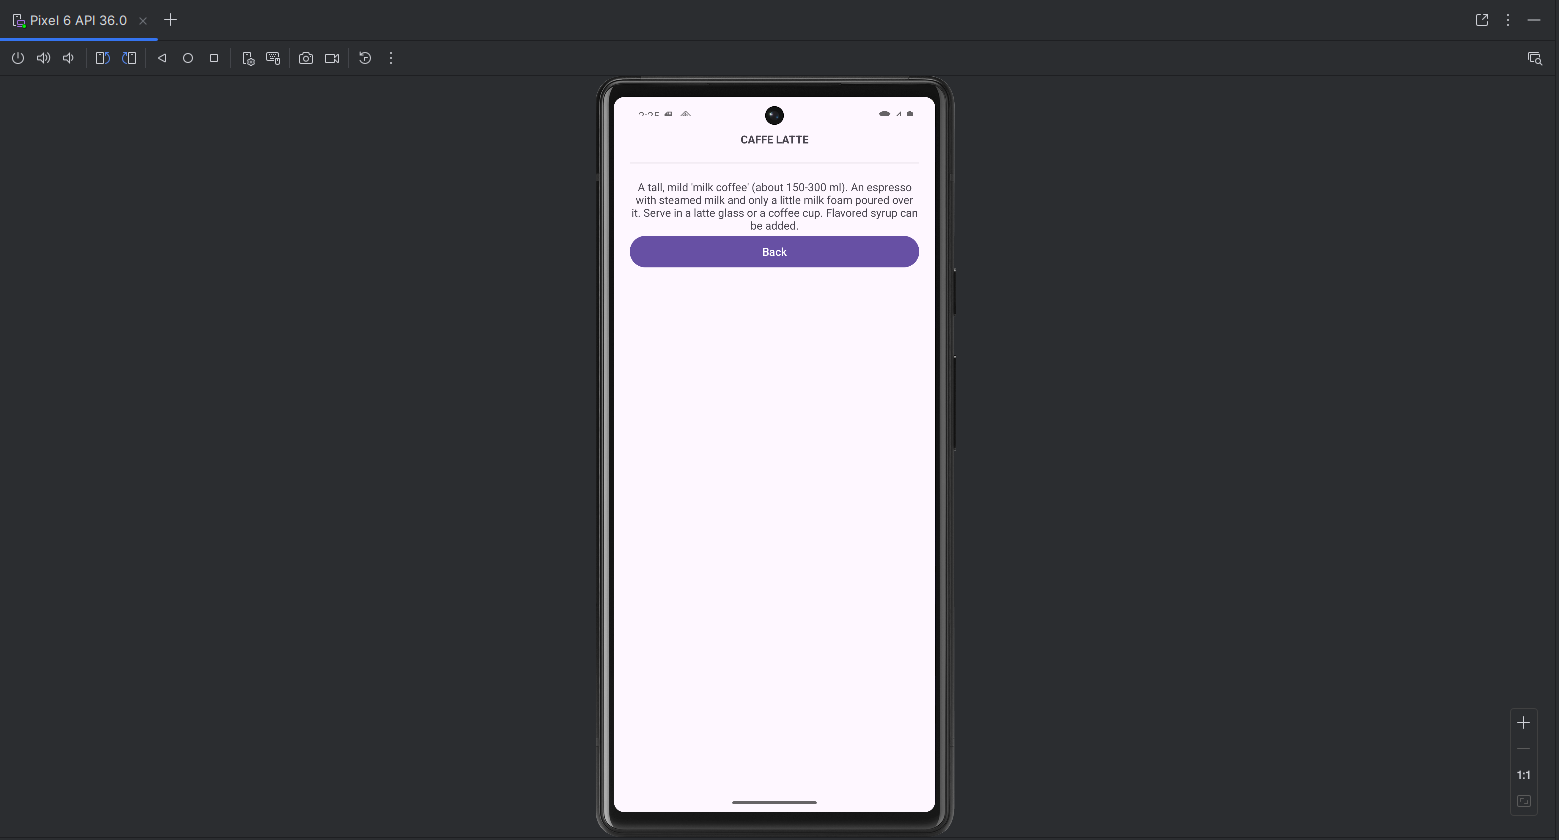 Pixel 6 API 36.0
CAFFE LATTE
A tall, mild 'milk coffee' (about 150-300 ml). An espresso
with steamed milk and only a little milk foam poured over
it. Serve in a latte glass or a coffee cup. Flavored syrup can
be added.
Back
1:1